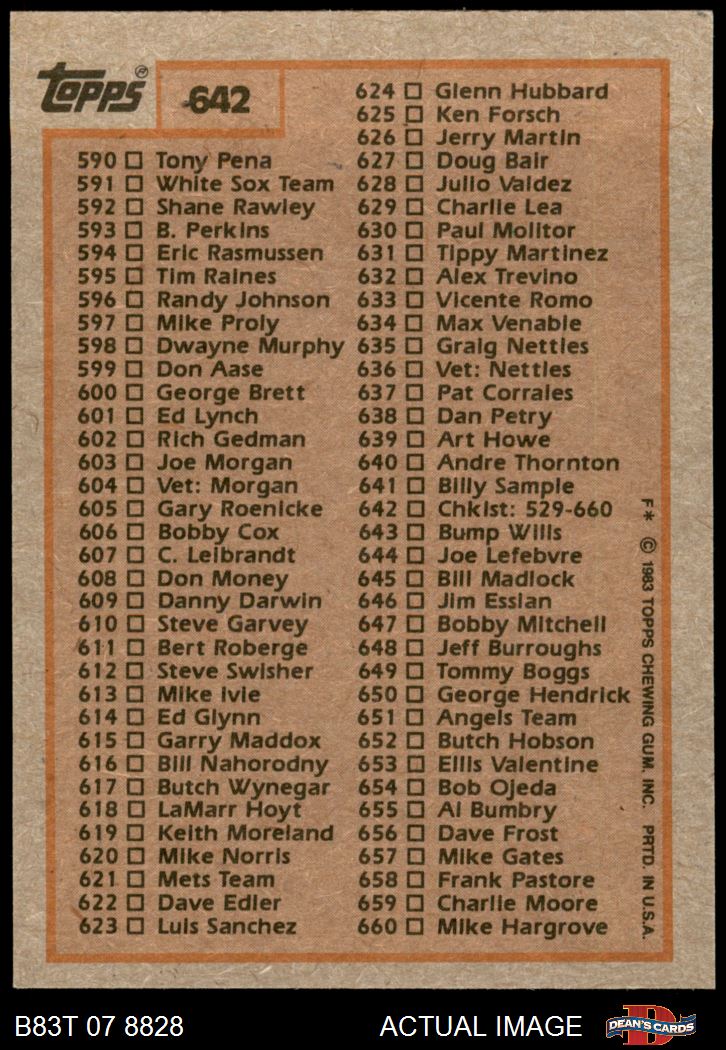 Topps®
642
590 □ Tony Pena
591 □ White Sox Team
592 □ Shane Rawley
593 □ B. Perkins
594 □ Eric Rasmussen
595 □ Tim Raines
596 □ Randy Johnson
597 □ Mike Proly
598 □ Dwayne Murphy
599 □ Don Aase
600 □ George Brett
601 □ Ed Lynch
602 □ Rich Gedman
603 □ Joe Morgan
604 □ Vet: Morgan
605 □ Gary Roenicke
606 □ Bobby Cox
607 □ C. Leibrandt
608 □ Don Money
609 □ Danny Darwin
610 □ Steve Garvey
611 □ Bert Roberge
612 □ Steve Swisher
613 □ Mike Ivie
614 □ Ed Glynn
615 □ Garry Maddox
616 □ Bill Nahorodny
617 □ Butch Wynegar
618 □ LaMarr Hoyt
619 □ Keith Moreland
620 □ Mike Norris
621 □ Mets Team
622 □ Dave Edler
623 □ Luis Sanchez
624 □ Glenn Hubbard
625 □ Ken Forsch
626 □ Jerry Martin
627 □ Doug Bair
628 □ Julio Valdez
629 □ Charlie Lea
630 □ Paul Molitor
631 □ Tippy Martinez
632 □ Alex Trevino
633 □ Vicente Romo
634 □ Max Venable
635 □ Graig Nettles
636 □ Vet: Nettles
637 □ Pat Corrales
638 □ Dan Petry
639 □ Art Howe
640 □ Andre Thornton
641 □ Billy Sample
642 □ Chklst: 529-660
643 □ Bump Wills
644 □ Joe Lefebvre
645 □ Bill Madlock
646 □ Jim Essian
647 □ Bobby Mitchell
648 □ Jeff Burroughs
649 □ Tommy Boggs
650 □ George Hendrick
651 □ Angels Team
652 □ Butch Hobson
653 □ Ellis Valentine
654 □ Bob Ojeda
655 □ Al Bumbry
656 □ Dave Frost
657 □ Mike Gates
658 □ Frank Pastore
659 □ Charlie Moore
660 □ Mike Hargrove
F* © 1983 TOPPS CHEWING GUM, INC. PRTD. IN U.S.A.
B83T 07 8828
ACTUAL IMAGE
DEAN'S CARDS